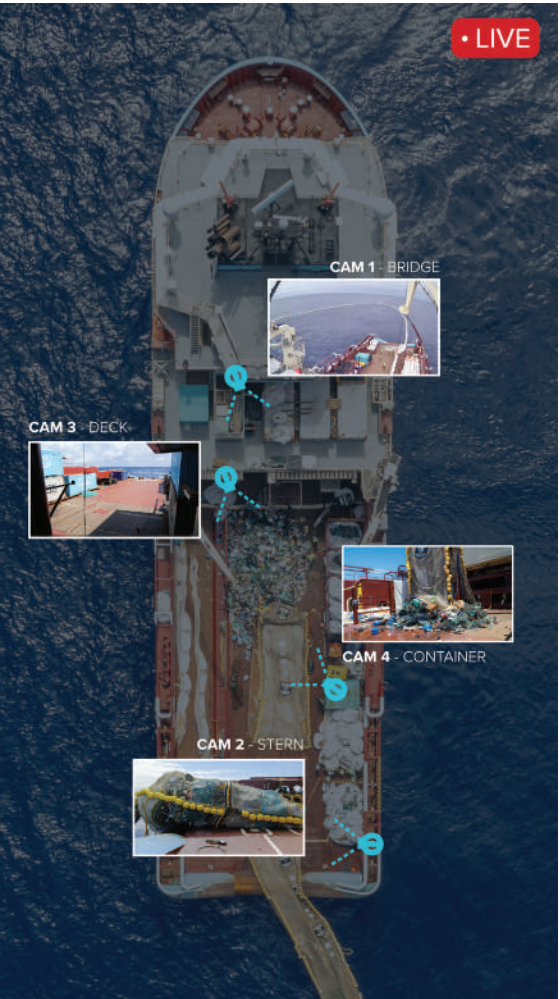 • LIVE
CAM 1 - BRIDGE
CAM 3 - DECK
CAM 4 - CONTAINER
CAM 2 - STERN